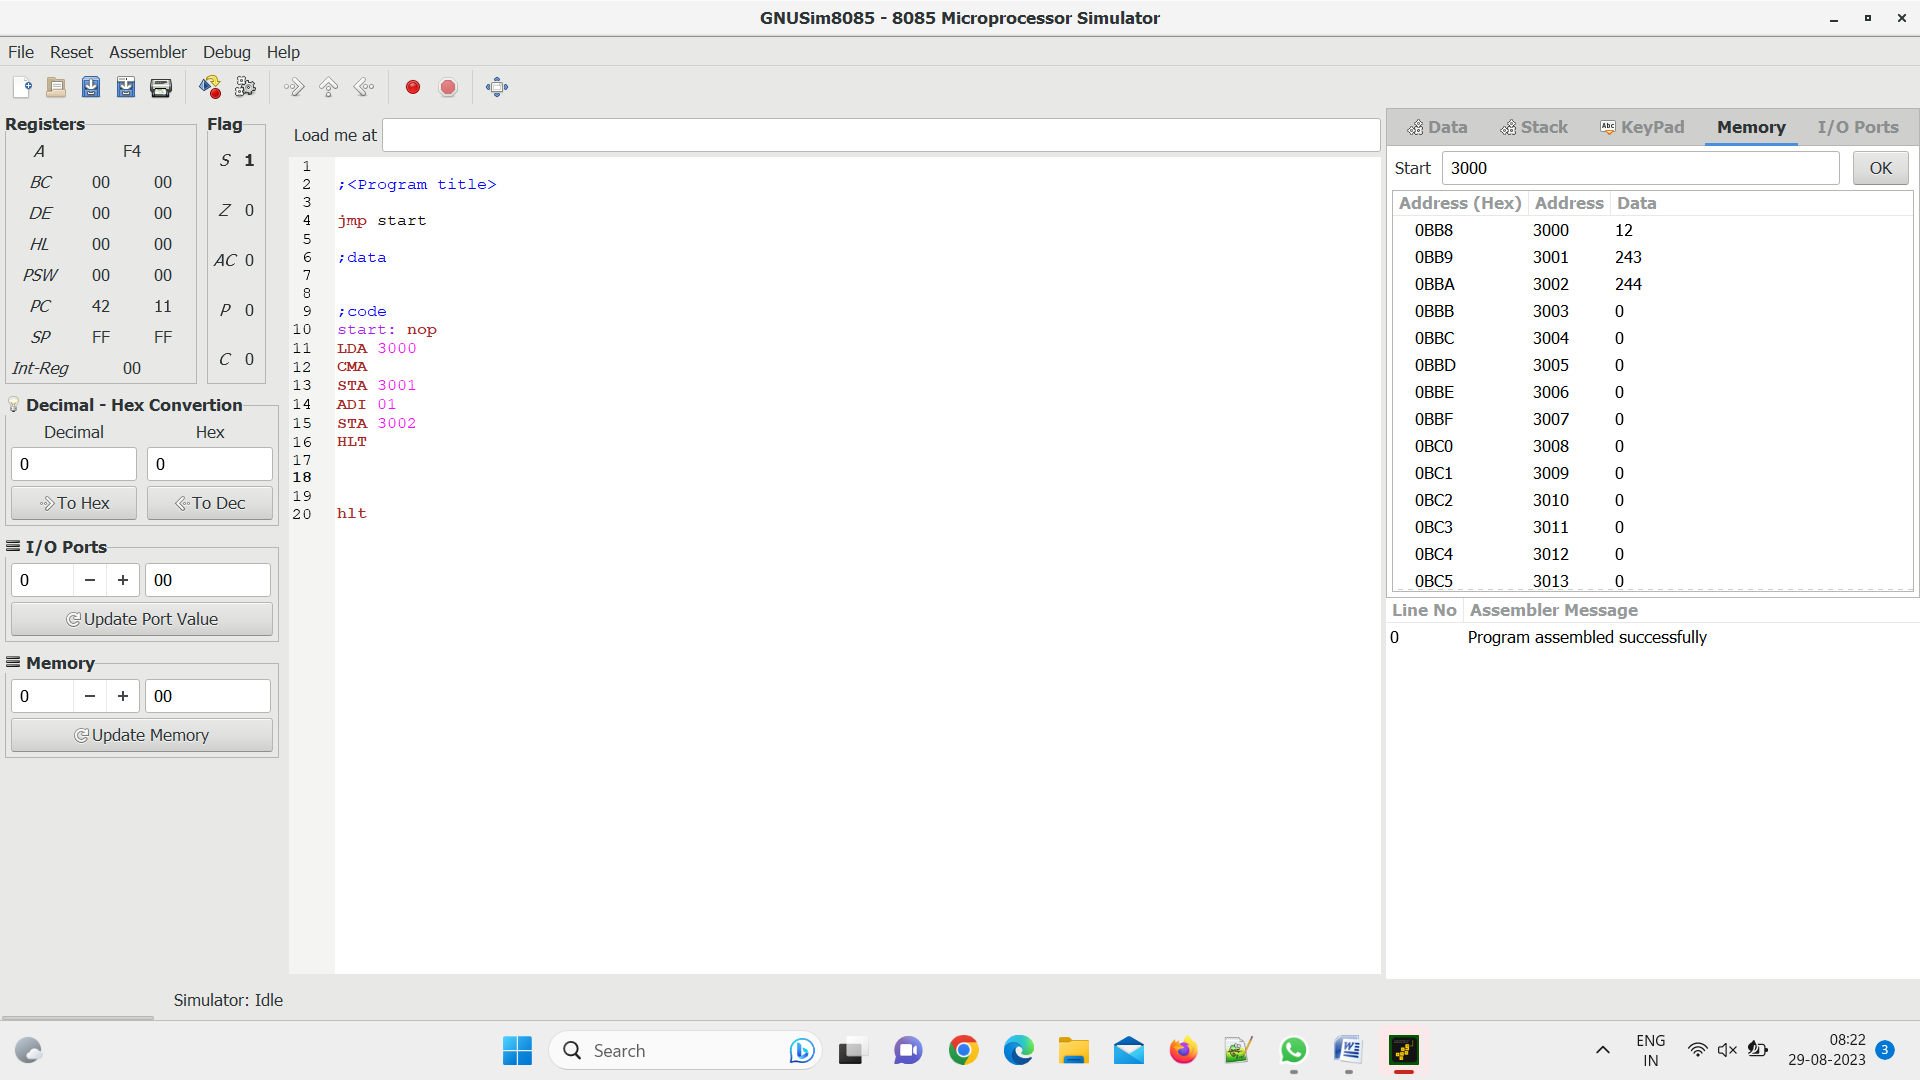 GNUSim8085 - 8085 Microprocessor Simulator
File Reset Assembler Debug Help
Registers
A F4
BC 00 00
DE 00 00
HL 00 00
PSW 00 00
PC 42 11
SP FF FF
Int-Reg 00
Flag
S 1
Z 0
AC 0
P 0
C 0
Decimal - Hex Convertion
Decimal Hex
0 0
To Hex To Dec
I/O Ports
0 − + 00
Update Port Value
Memory
0 − + 00
Update Memory
Load me at
1
2 ;<Program title>
3
4 jmp start
5
6 ;data
7
8
9 ;code
10 start: nop
11 LDA 3000
12 CMA
13 STA 3001
14 ADI 01
15 STA 3002
16 HLT
17
18
19
20 hlt
Data Stack Abc KeyPad Memory I/O Ports
Start 3000 OK
Address (Hex) Address Data
0BB8 3000 12
0BB9 3001 243
0BBA 3002 244
0BBB 3003 0
0BBC 3004 0
0BBD 3005 0
0BBE 3006 0
0BBF 3007 0
0BC0 3008 0
0BC1 3009 0
0BC2 3010 0
0BC3 3011 0
0BC4 3012 0
0BC5 3013 0
Line No Assembler Message
0 Program assembled successfully
Simulator: Idle
Search
ENG
IN
08:22
29-08-2023
3